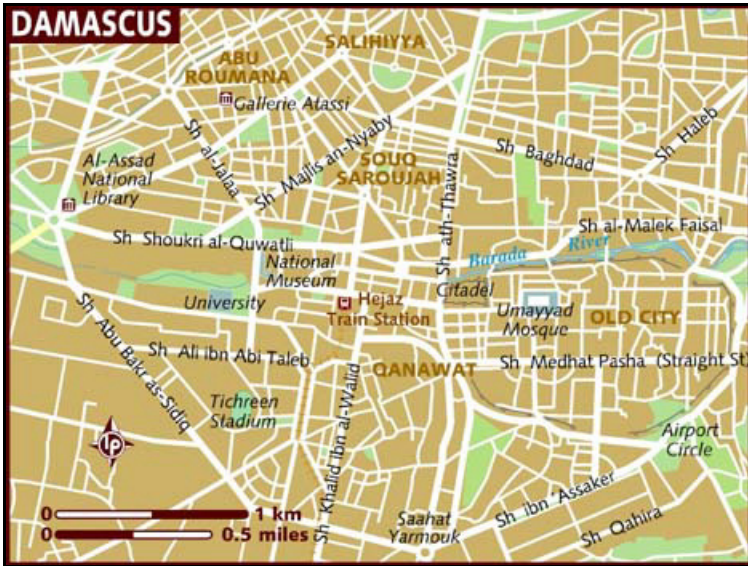 DAMASCUS
SALIHIYYA
ABU
ROUMANA
Gallerie Atassi
Sh al-Jalaa
Sh Majlis an-Nyaby
Sh Baghdad
Sh Haleb
Al-Assad
National
Library
SOUQ
SAROUJAH
Sh ath-Thawra
Sh Shoukri al-Quwatli
Sh al-Malek Faisal
Barada River
National
Museum
University
Hejaz
Train Station
Citadel
Umayyad
Mosque
OLD CITY
Sh Abu Bakr as-Sidiq
Sh Ali ibn Abi Taleb
QANAWAT
Sh Medhat Pasha (Straight St)
Tichreen
Stadium
Sh Khalid ibn al-Walid
Airport
Circle
lp
Sh ibn 'Assaker
Saahat
Yarmouk
Sh Qahira
0 1 km
0 0.5 miles